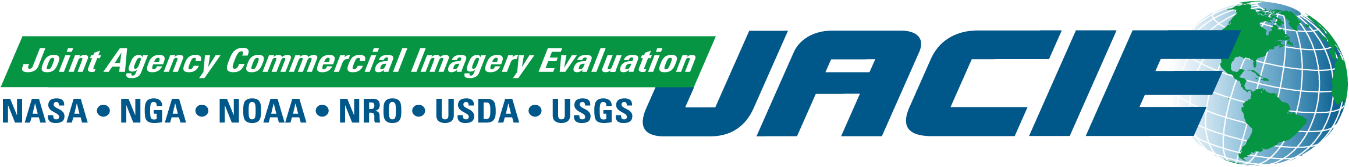 Joint Agency Commercial Imagery Evaluation
JACIE
NASA • NGA • NOAA • NRO • USDA • USGS